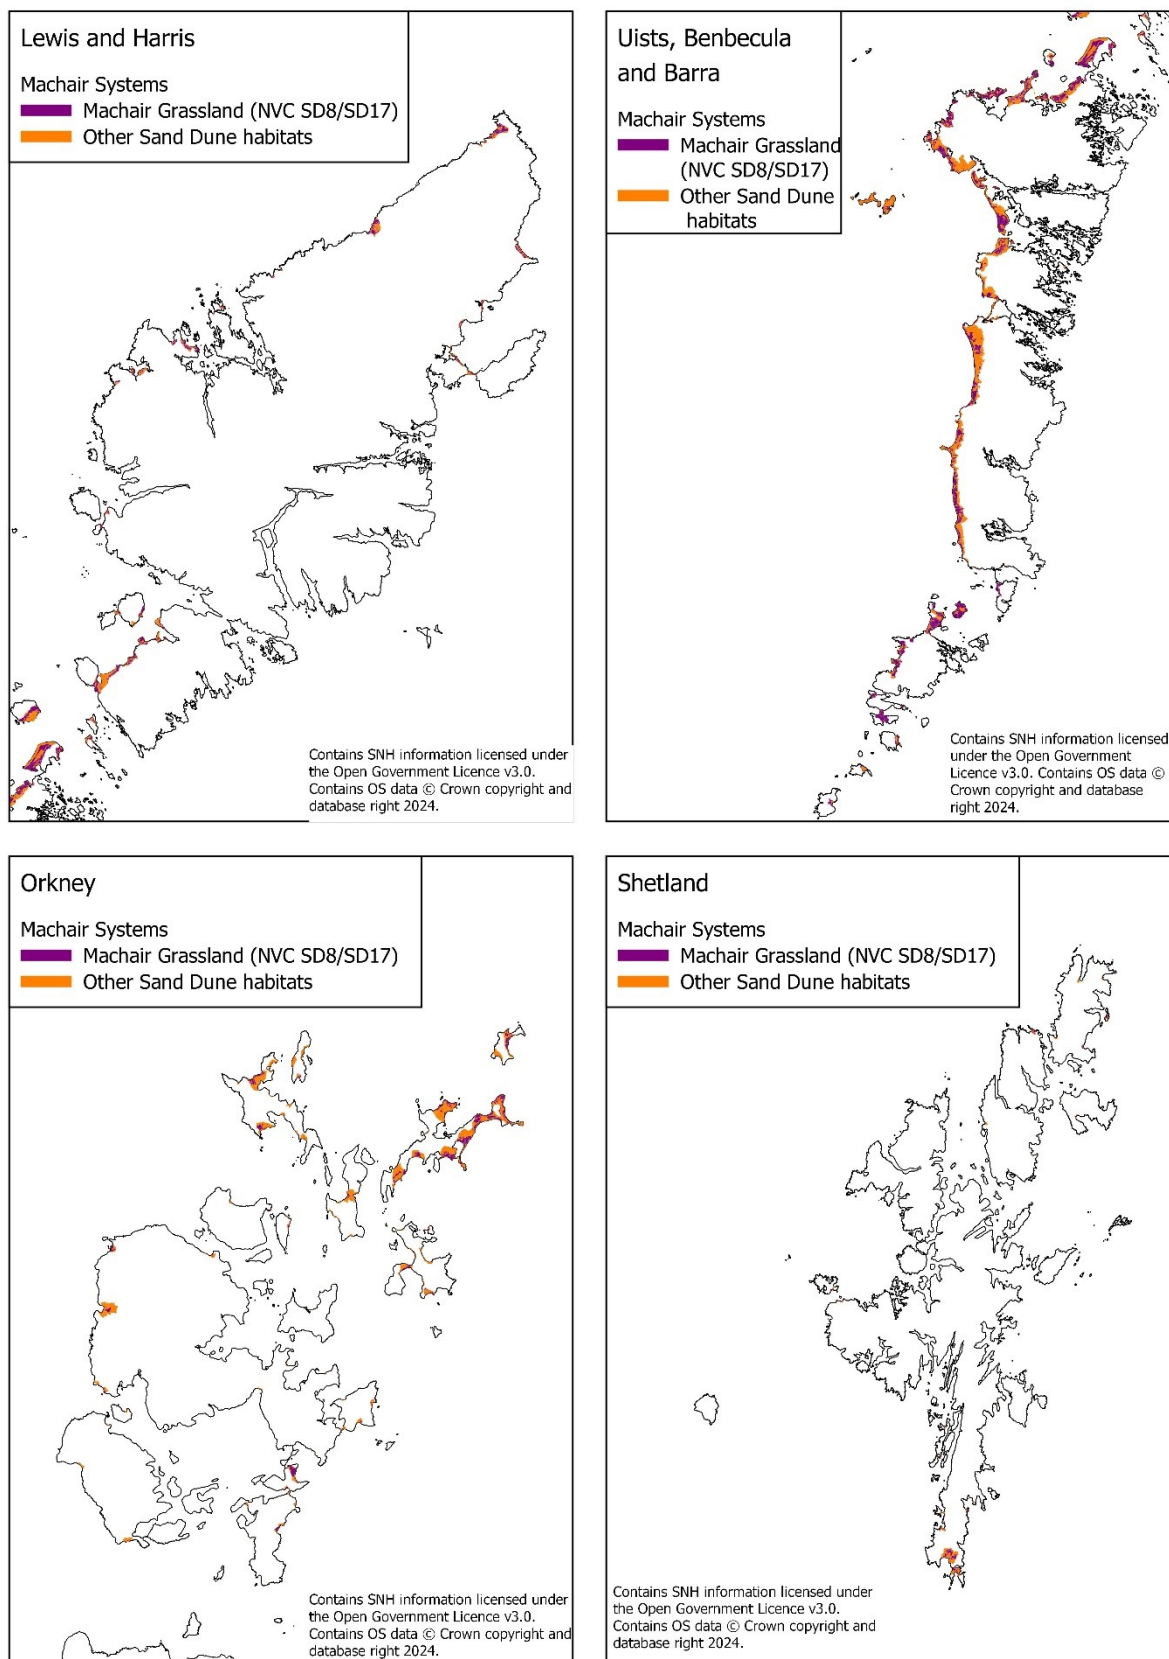 Lewis and Harris
Machair Systems
Machair Grassland (NVC SD8/SD17)
Other Sand Dune habitats
Contains SNH information licensed under
the Open Government Licence v3.0.
Contains OS data © Crown copyright and
database right 2024.
Uists, Benbecula
and Barra
Machair Systems
Machair Grassland
(NVC SD8/SD17)
Other Sand Dune
habitats
Contains SNH information licensed
under the Open Government
Licence v3.0. Contains OS data ©
Crown copyright and database
right 2024.
Orkney
Machair Systems
Machair Grassland (NVC SD8/SD17)
Other Sand Dune habitats
Contains SNH information licensed under
the Open Government Licence v3.0.
Contains OS data © Crown copyright and
database right 2024.
Shetland
Machair Systems
Machair Grassland (NVC SD8/SD17)
Other Sand Dune habitats
Contains SNH information licensed under
the Open Government Licence v3.0.
Contains OS data © Crown copyright and
database right 2024.